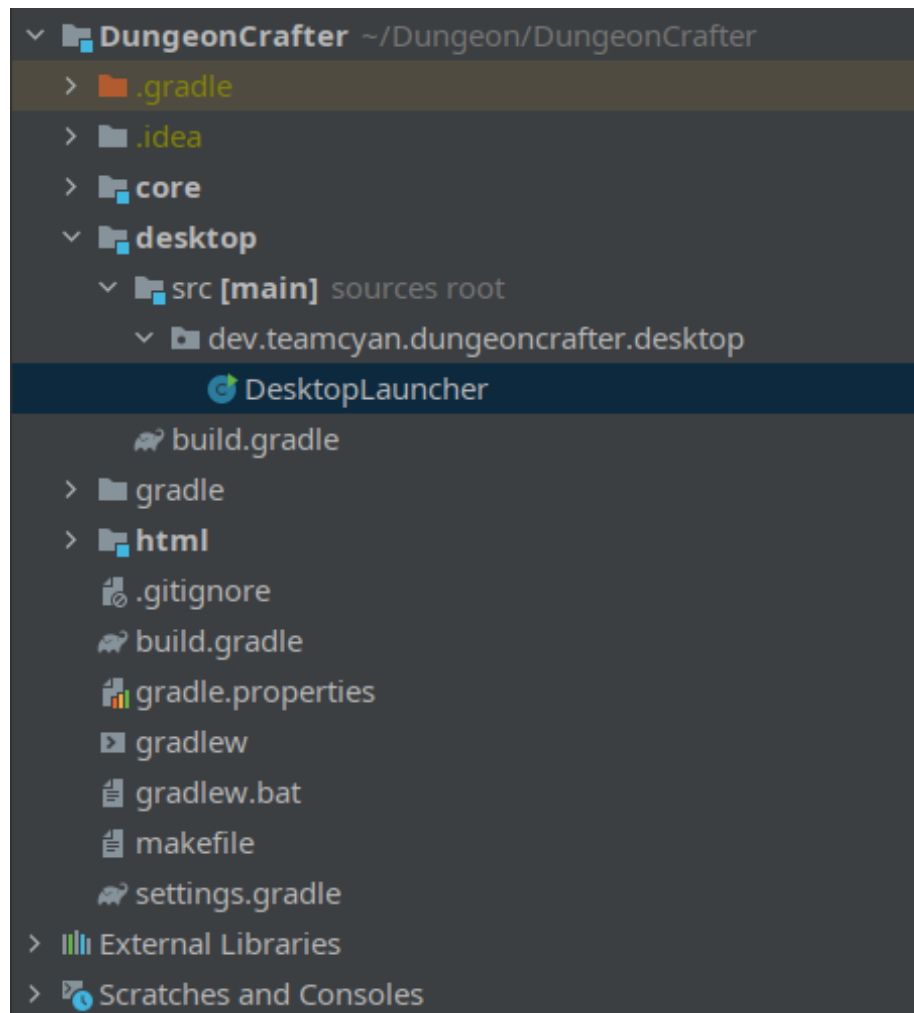 DungeonCrafter ~/Dungeon/DungeonCrafter
.gradle
.idea
core
desktop
src [main] sources root
dev.teamcyan.dungeoncrafter.desktop
DesktopLauncher
build.gradle
gradle
html
.gitignore
build.gradle
gradle.properties
gradlew
gradlew.bat
makefile
settings.gradle
External Libraries
Scratches and Consoles